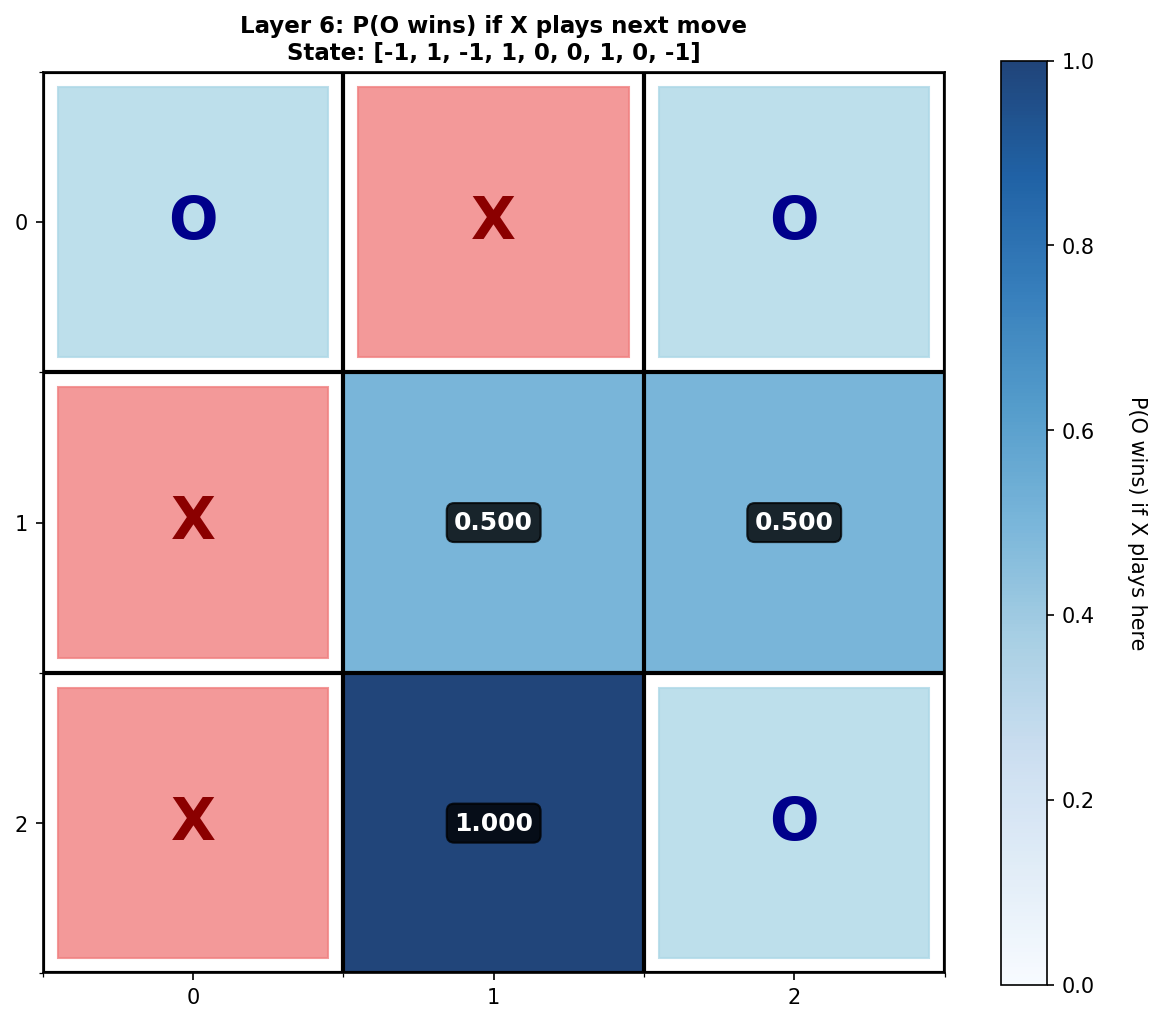 Layer 6: P(O wins) if X plays next move
State: [-1, 1, -1, 1, 0, 0, 1, 0, -1]
O X O
X 0.500 0.500
X 1.000 O
0
1
2
0 1 2
1.0
0.8
0.6
0.4
0.2
0.0
P(O wins) if X plays here